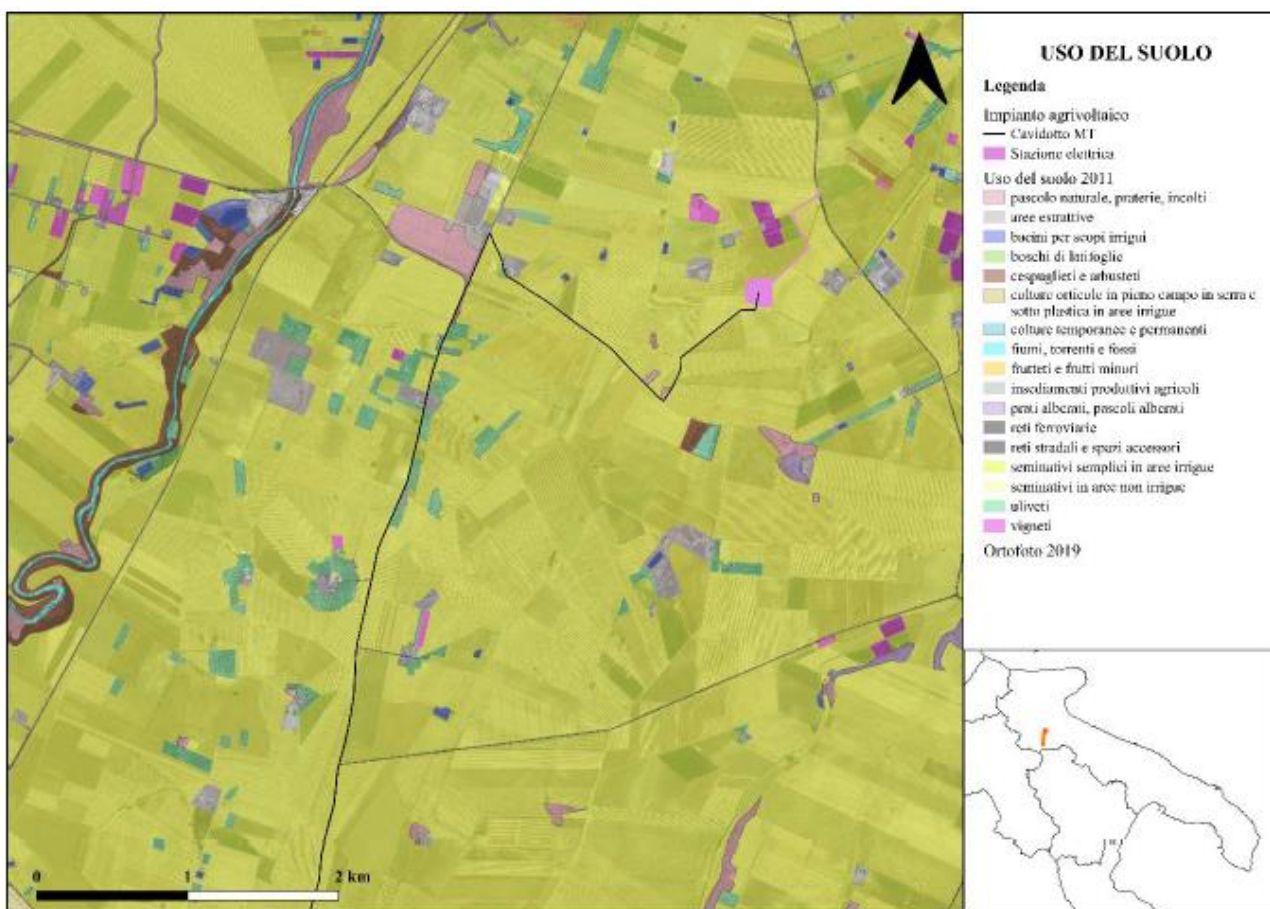 USO DEL SUOLO
Legenda
Impianto agrivoltaico
Cavidotto MT
Stazione elettrica
Uso del suolo 2011
pascolo naturale, praterie, incolti
aree estrattive
bacini per scopi irrigui
boschi di latifoglie
cespuglieti e arbusteti
colture orticole in pieno campo in serra e
sotto plastica in aree irrigue
colture temporanee e permanenti
fiumi, torrenti e fossi
frutteti e frutti minori
insediamenti produttivi agricoli
prati alberati, pascoli alberati
reti ferroviarie
reti stradali e spazi accessori
seminativi semplici in aree irrigue
seminativi in aree non irrigue
uliveti
vigneti
Ortofoto 2019
0 1 2 km